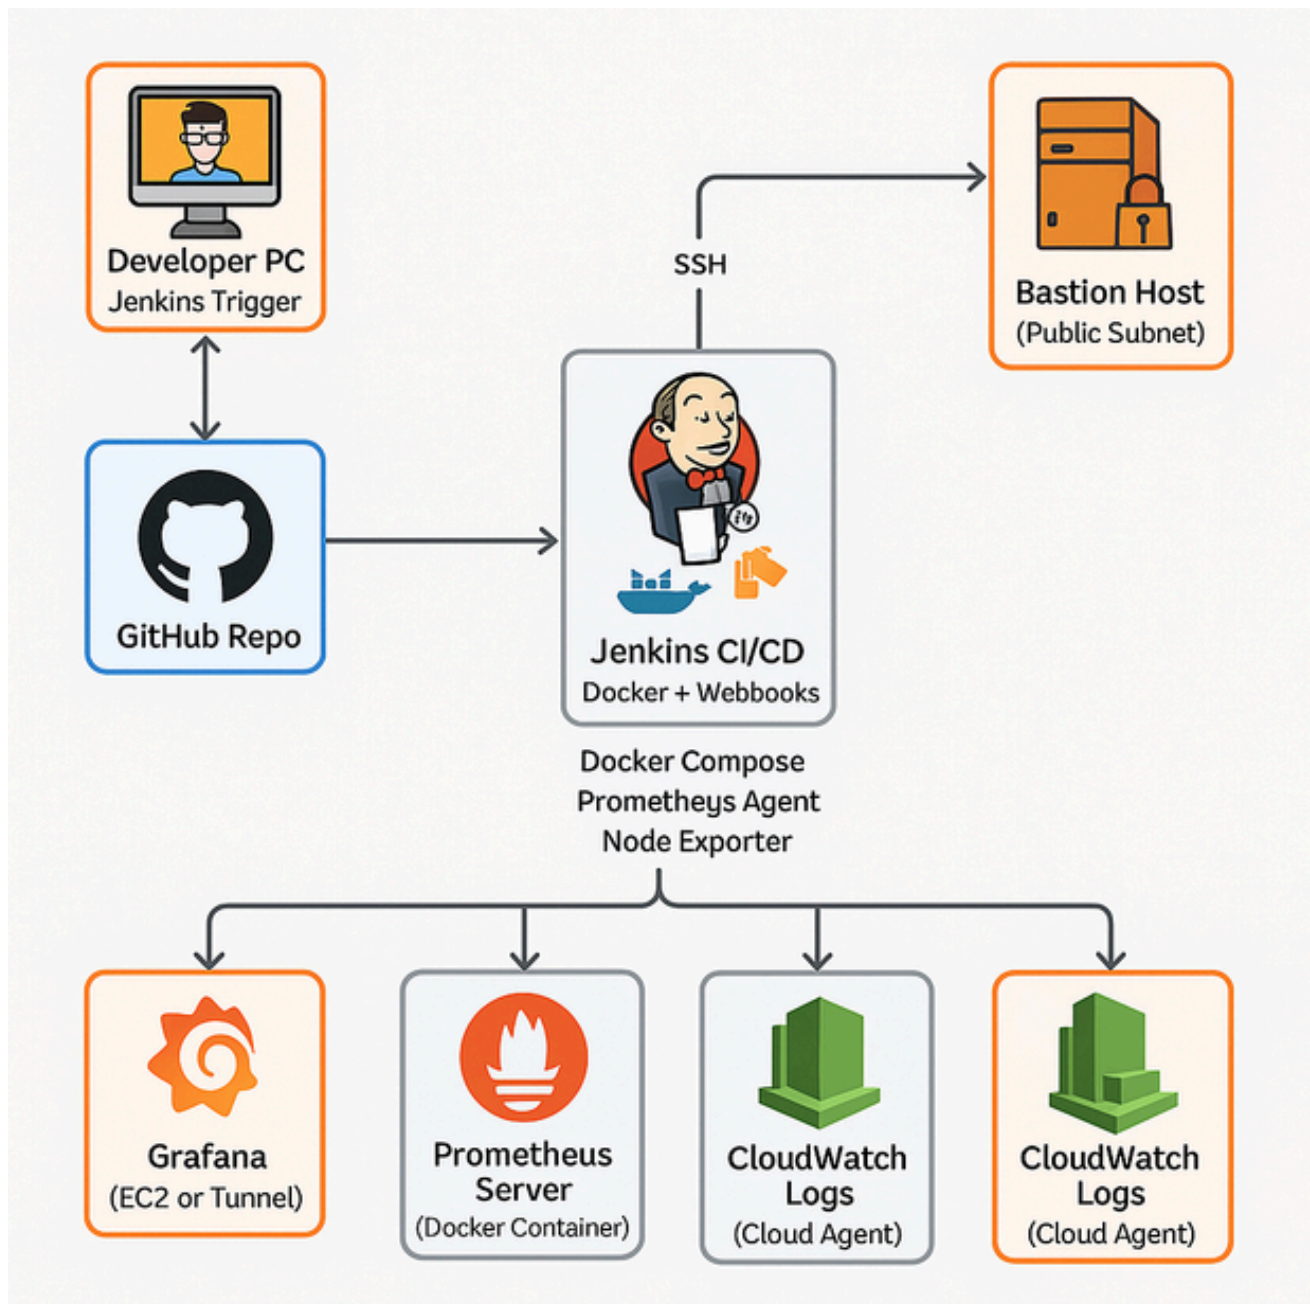 Developer PC
Jenkins Trigger
SSH
Bastion Host
(Public Subnet)
GitHub Repo
Jenkins CI/CD
Docker + Webbooks
Docker Compose
Prometheys Agent
Node Exporter
Grafana
(EC2 or Tunnel)
Prometheus
Server
(Docker Container)
CloudWatch
Logs
(Cloud Agent)
CloudWatch
Logs
(Cloud Agent)